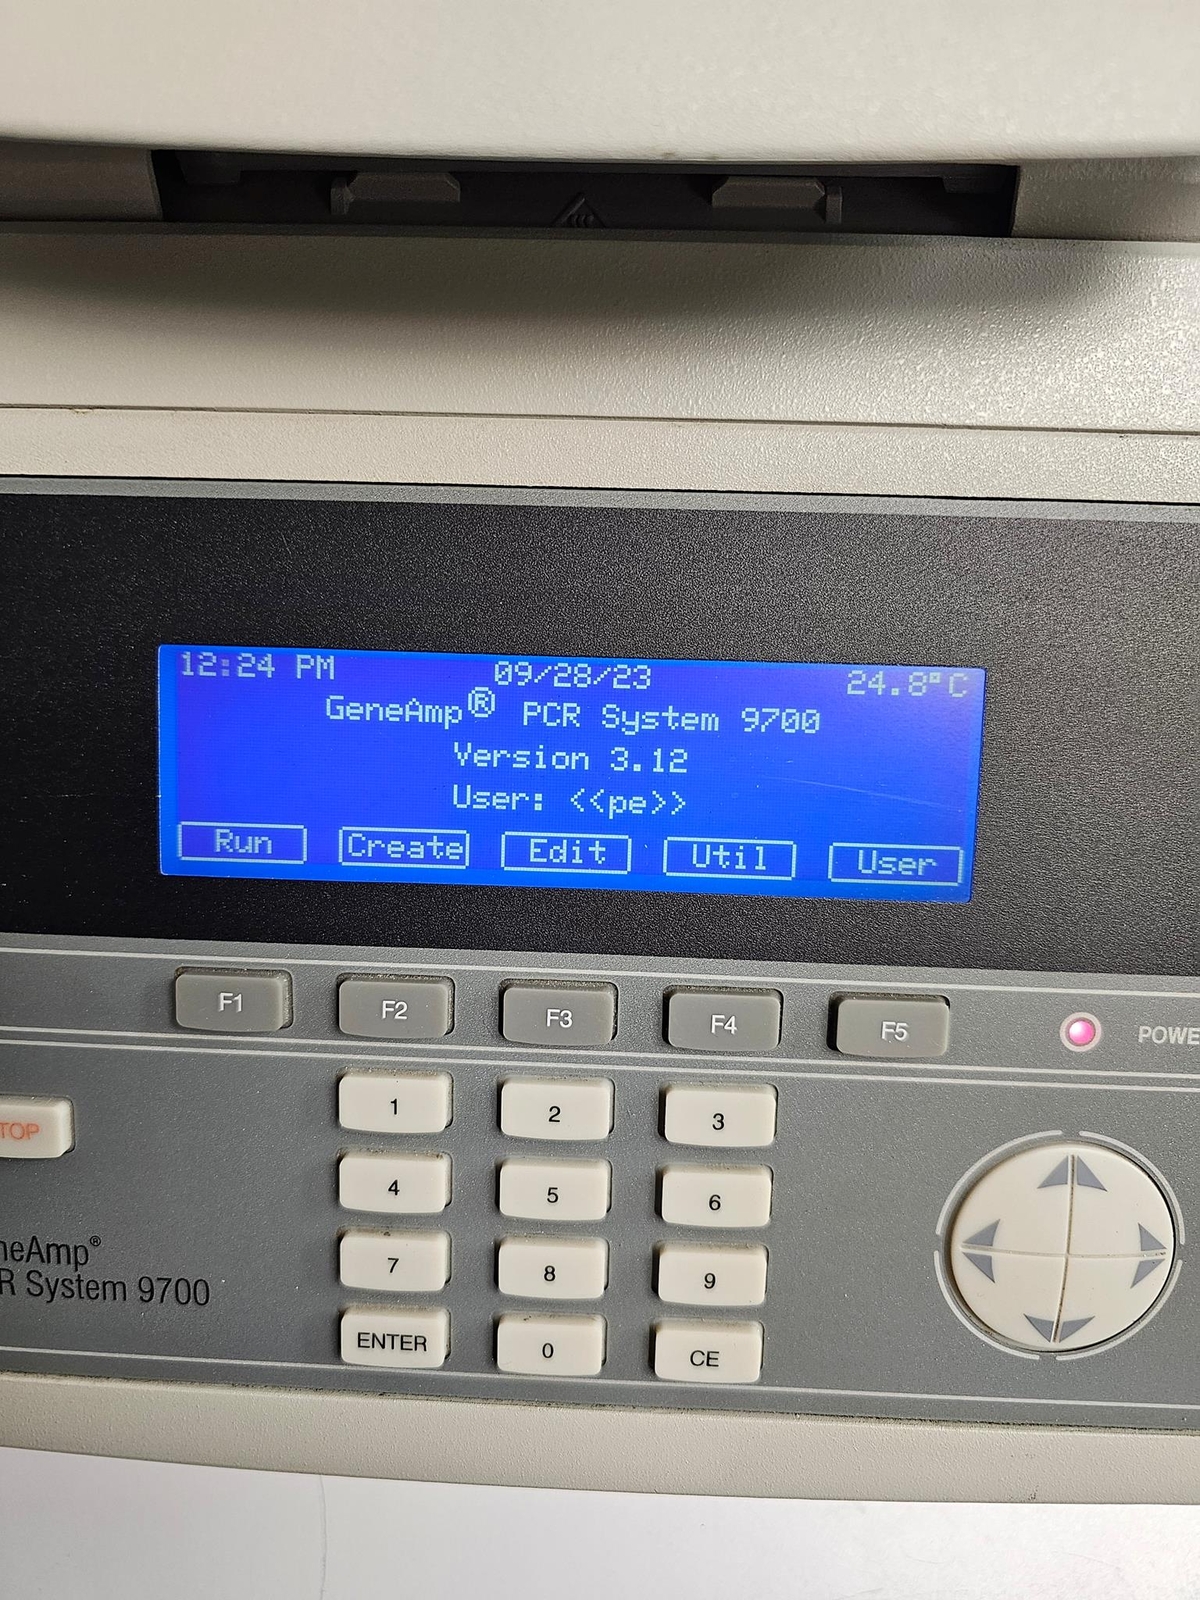 12:24 PM 09/28/23 24.8°C
GeneAmp® PCR System 9700
Version 3.12
User: <<pe>>
Run Create Edit Util User
F1 F2 F3 F4 F5 POWE
1 2 3
TOP
4 5 6
7 8 9
neAmp®
R System 9700
ENTER 0 CE